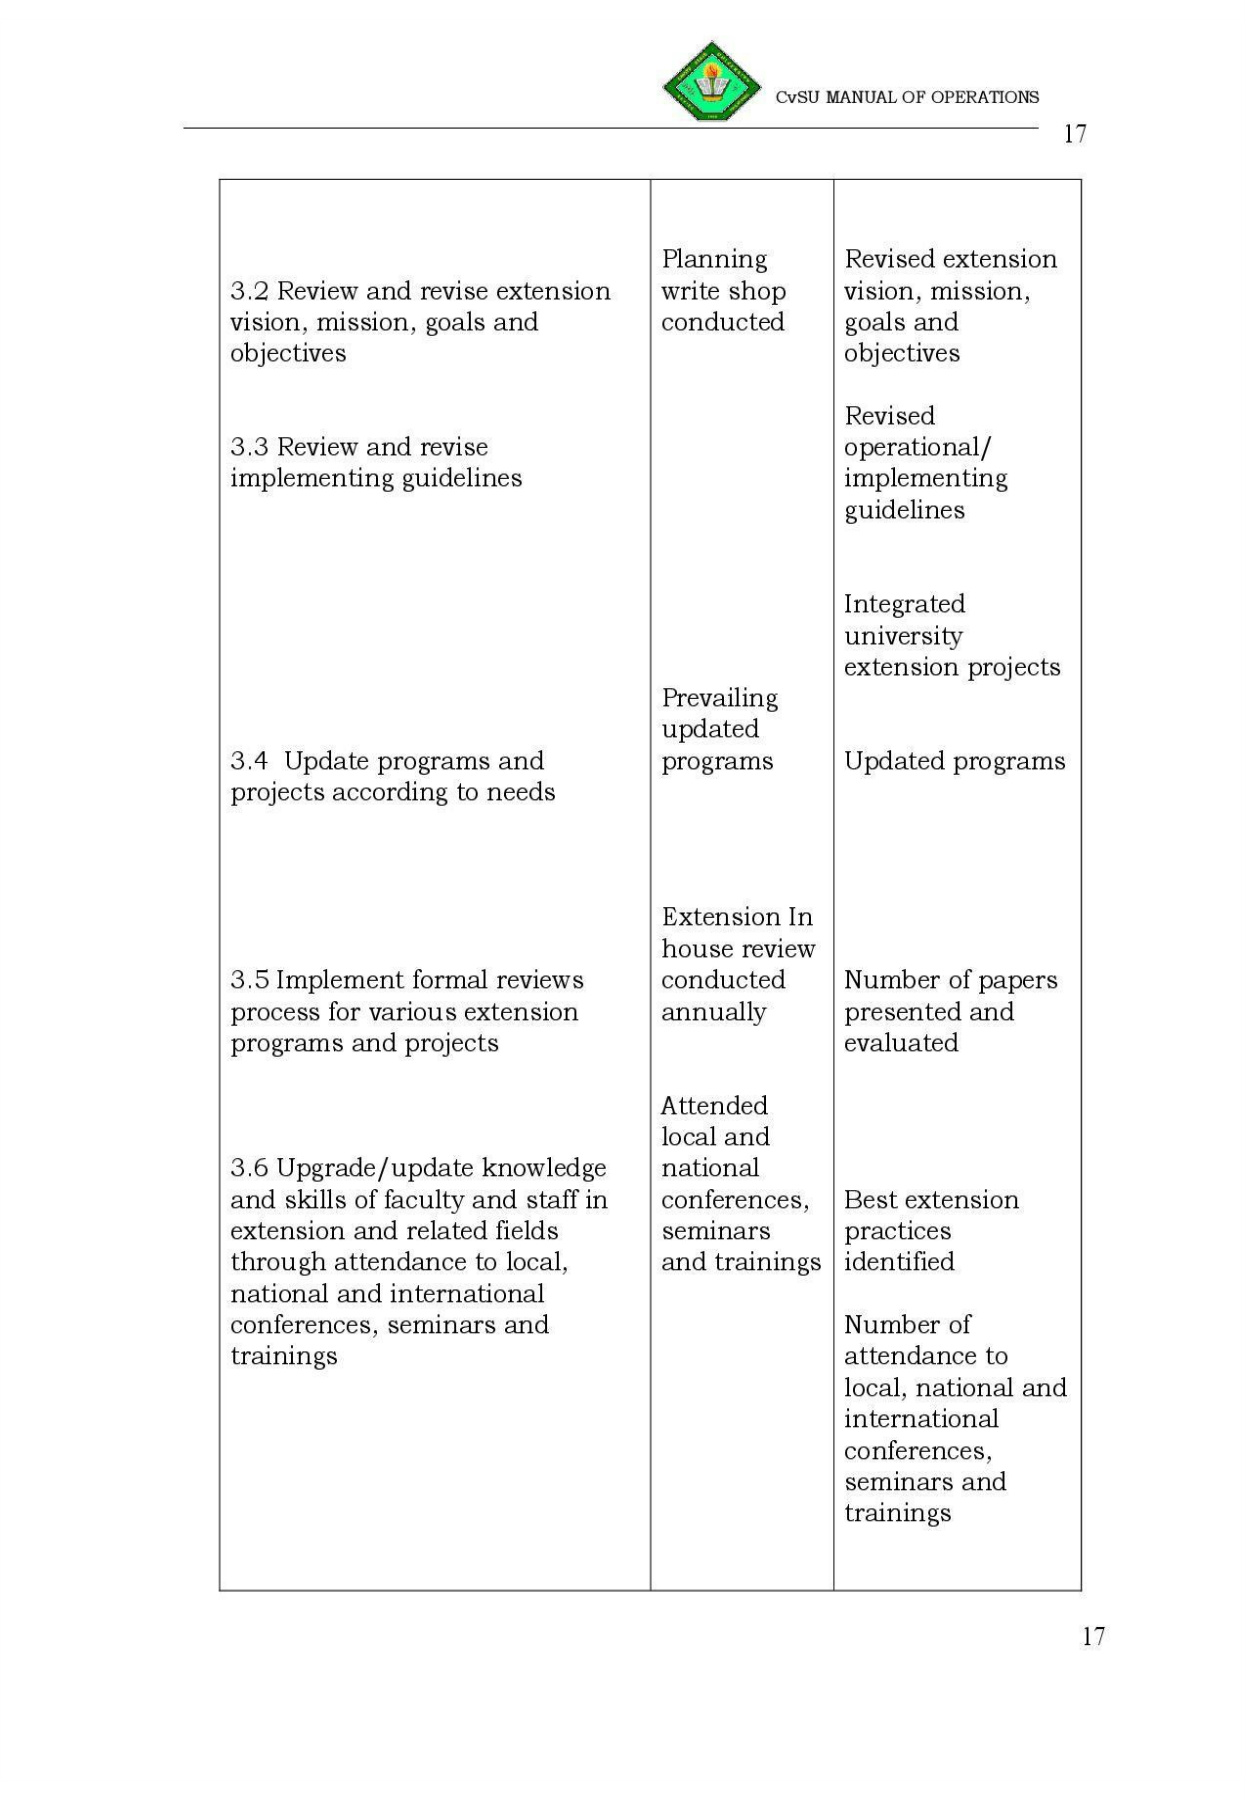 CvSU MANUAL OF OPERATIONS
17
3.2 Review and revise extension
vision, mission, goals and
objectives
3.3 Review and revise
implementing guidelines
3.4  Update programs and
projects according to needs
3.5 Implement formal reviews
process for various extension
programs and projects
3.6 Upgrade/update knowledge
and skills of faculty and staff in
extension and related fields
through attendance to local,
national and international
conferences, seminars and
trainings
Planning
write shop
conducted
Prevailing
updated
programs
Extension In
house review
conducted
annually
Attended
local and
national
conferences,
seminars
and trainings
Revised extension
vision, mission,
goals and
objectives
Revised
operational/
implementing
guidelines
Integrated
university
extension projects
Updated programs
Number of papers
presented and
evaluated
Best extension
practices
identified
Number of
attendance to
local, national and
international
conferences,
seminars and
trainings
17